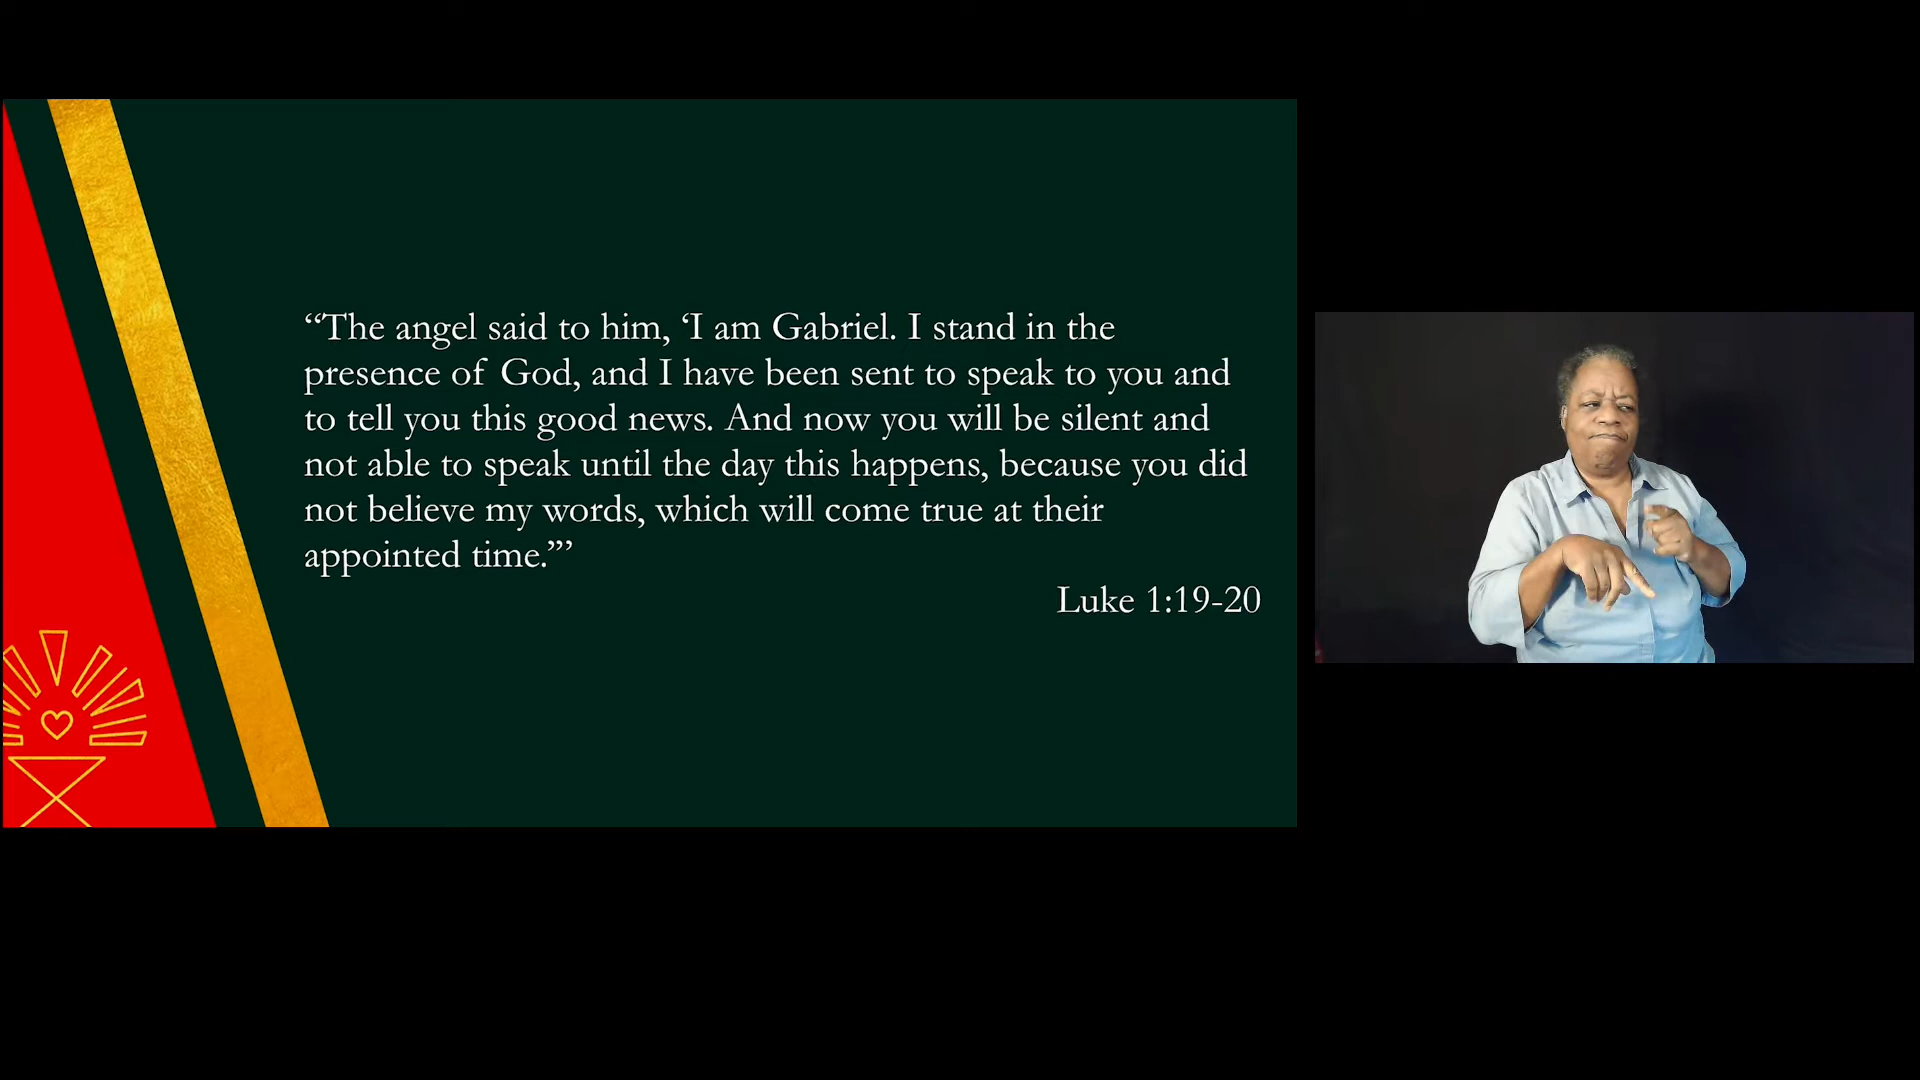 “The angel said to him, ‘I am Gabriel. I stand in the
presence of God, and I have been sent to speak to you and
to tell you this good news. And now you will be silent and
not able to speak until the day this happens, because you did
not believe my words, which will come true at their
appointed time.”’
Luke 1:19-20